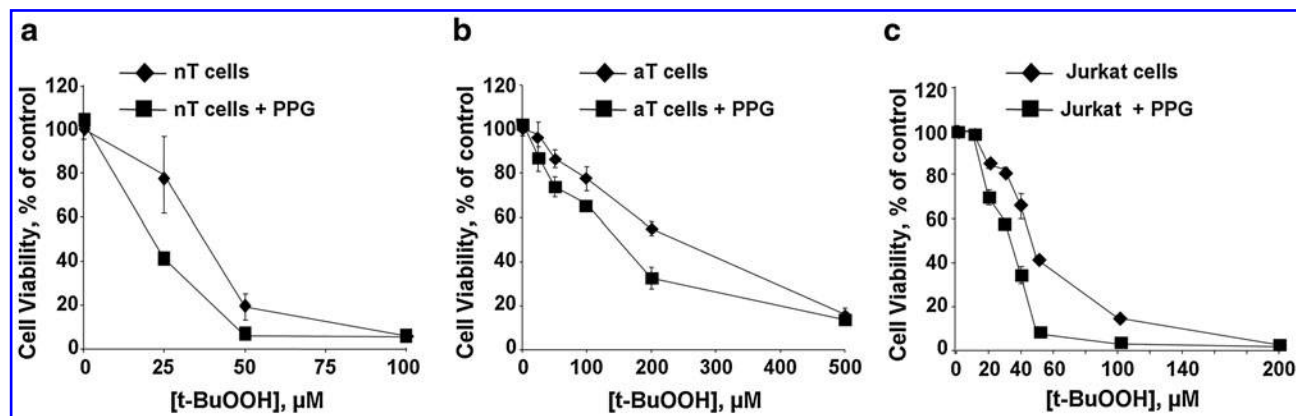 a
nT cells
nT cells + PPG
Cell Viability, % of control
120
100
80
60
40
20
0
0 25 50 75 100
[t-BuOOH], µM
b
aT cells
aT cells + PPG
Cell Viability, % of control
120
100
80
60
40
20
0
0 100 200 300 400 500
[t-BuOOH], µM
c
Jurkat cells
Jurkat + PPG
Cell Viability, % of control
120
100
80
60
40
20
0
0 20 40 60 100 140 200
[t-BuOOH], µM